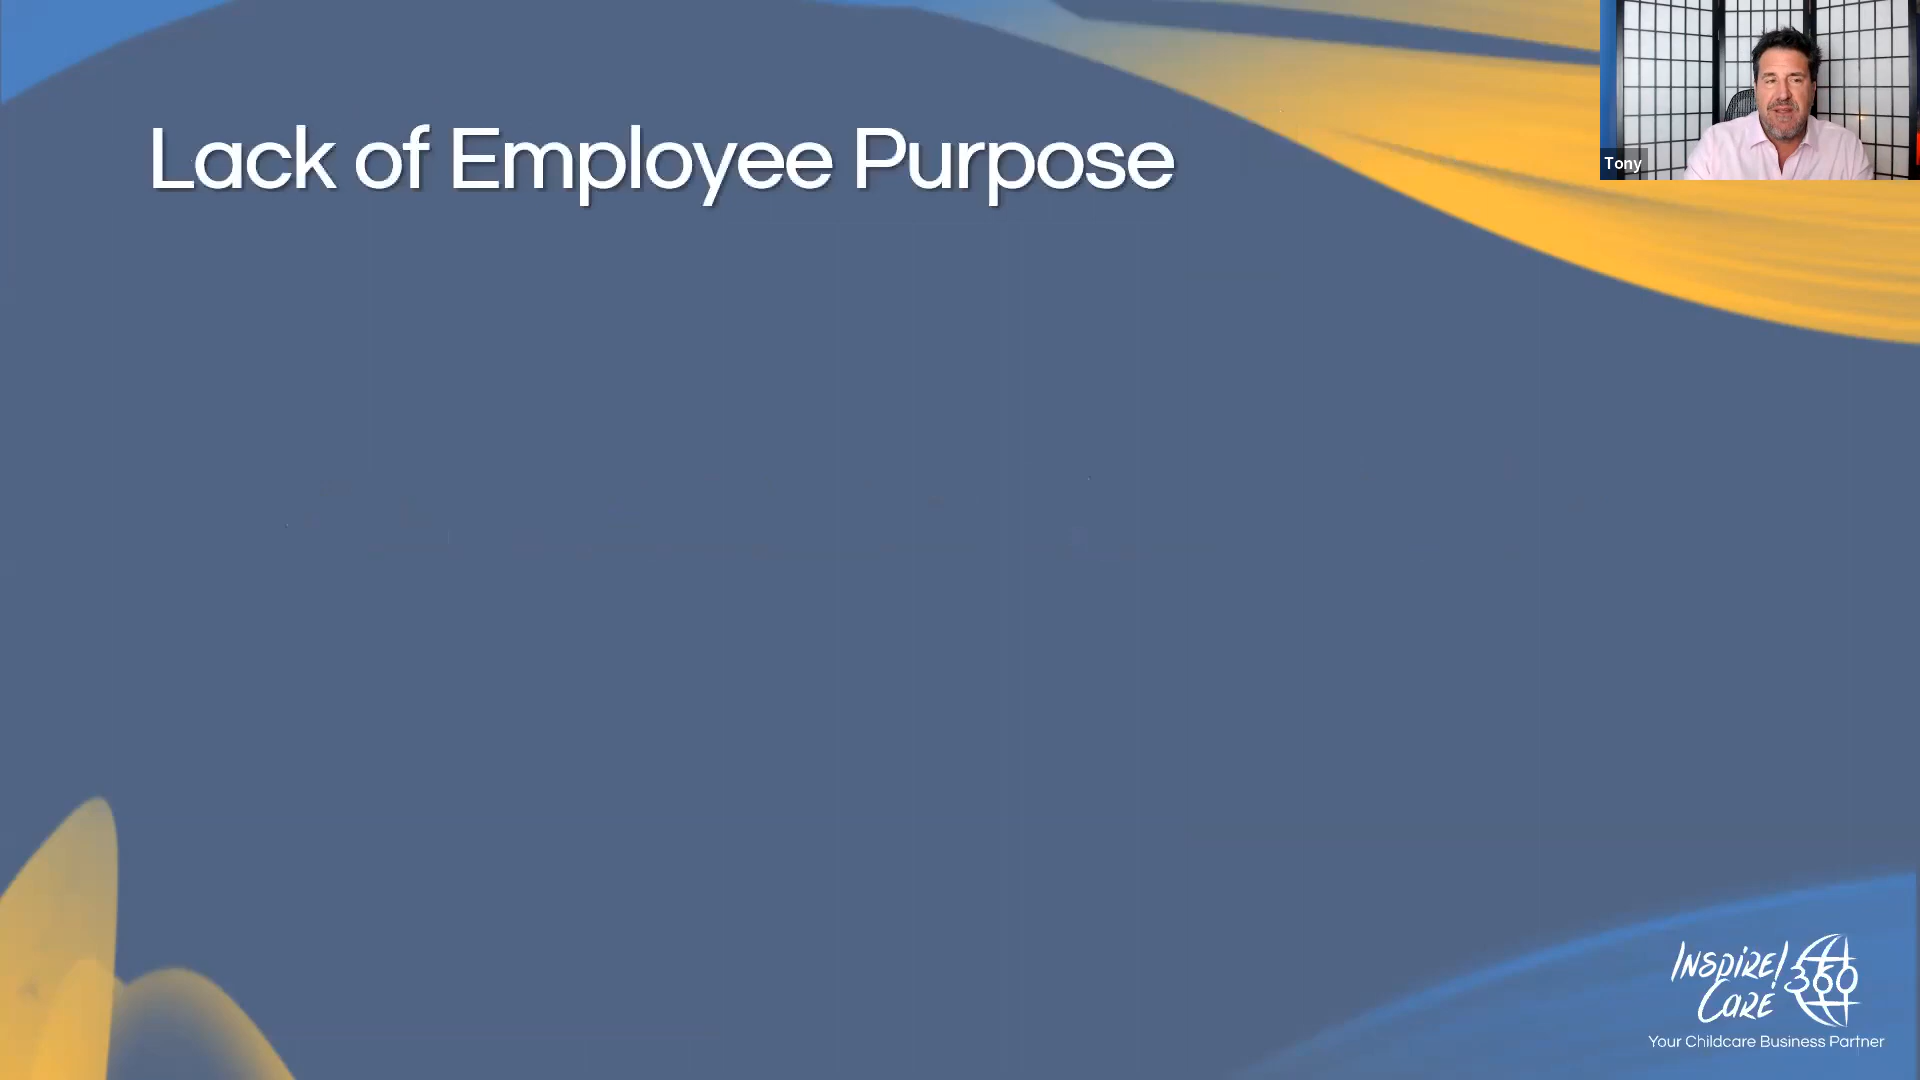 Lack of Employee Purpose
Tony
INSPIRE! 360
CARE
Your Childcare Business Partner